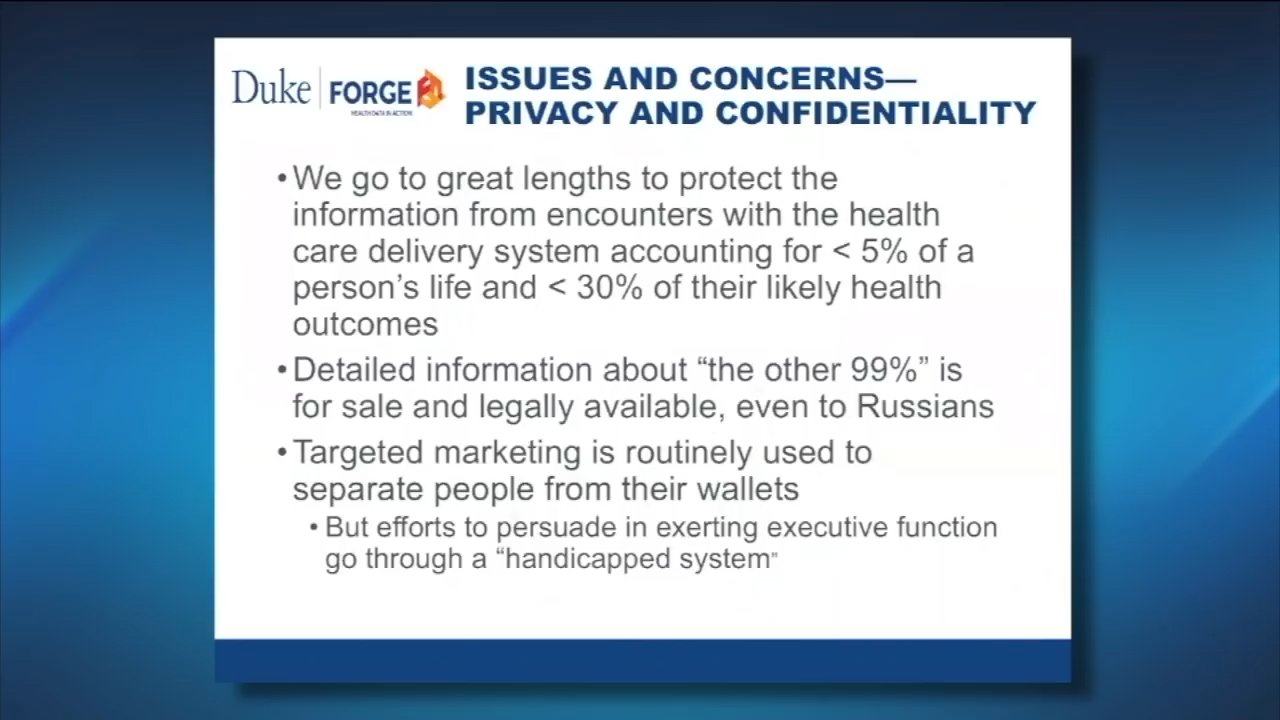 Duke FORGE
HEALTH DATA IN ACTION
ISSUES AND CONCERNS—
PRIVACY AND CONFIDENTIALITY
•We go to great lengths to protect the
information from encounters with the health
care delivery system accounting for < 5% of a
person’s life and < 30% of their likely health
outcomes
•Detailed information about “the other 99%” is
for sale and legally available, even to Russians
•Targeted marketing is routinely used to
separate people from their wallets
•But efforts to persuade in exerting executive function
go through a “handicapped system”